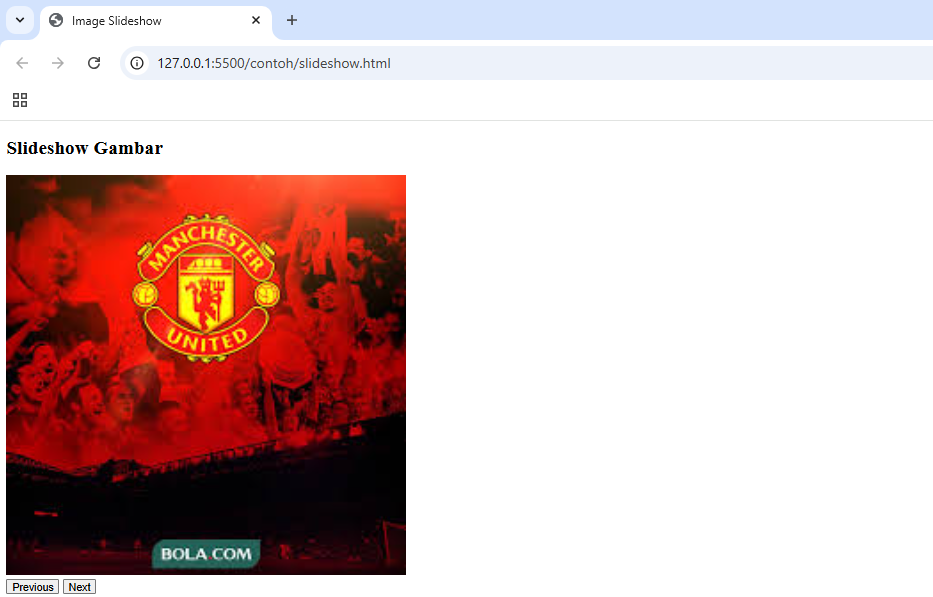 Image Slideshow
127.0.0.1:5500/contoh/slideshow.html
Slideshow Gambar
MANCHESTER
UNITED
BOLA.COM
Previous Next